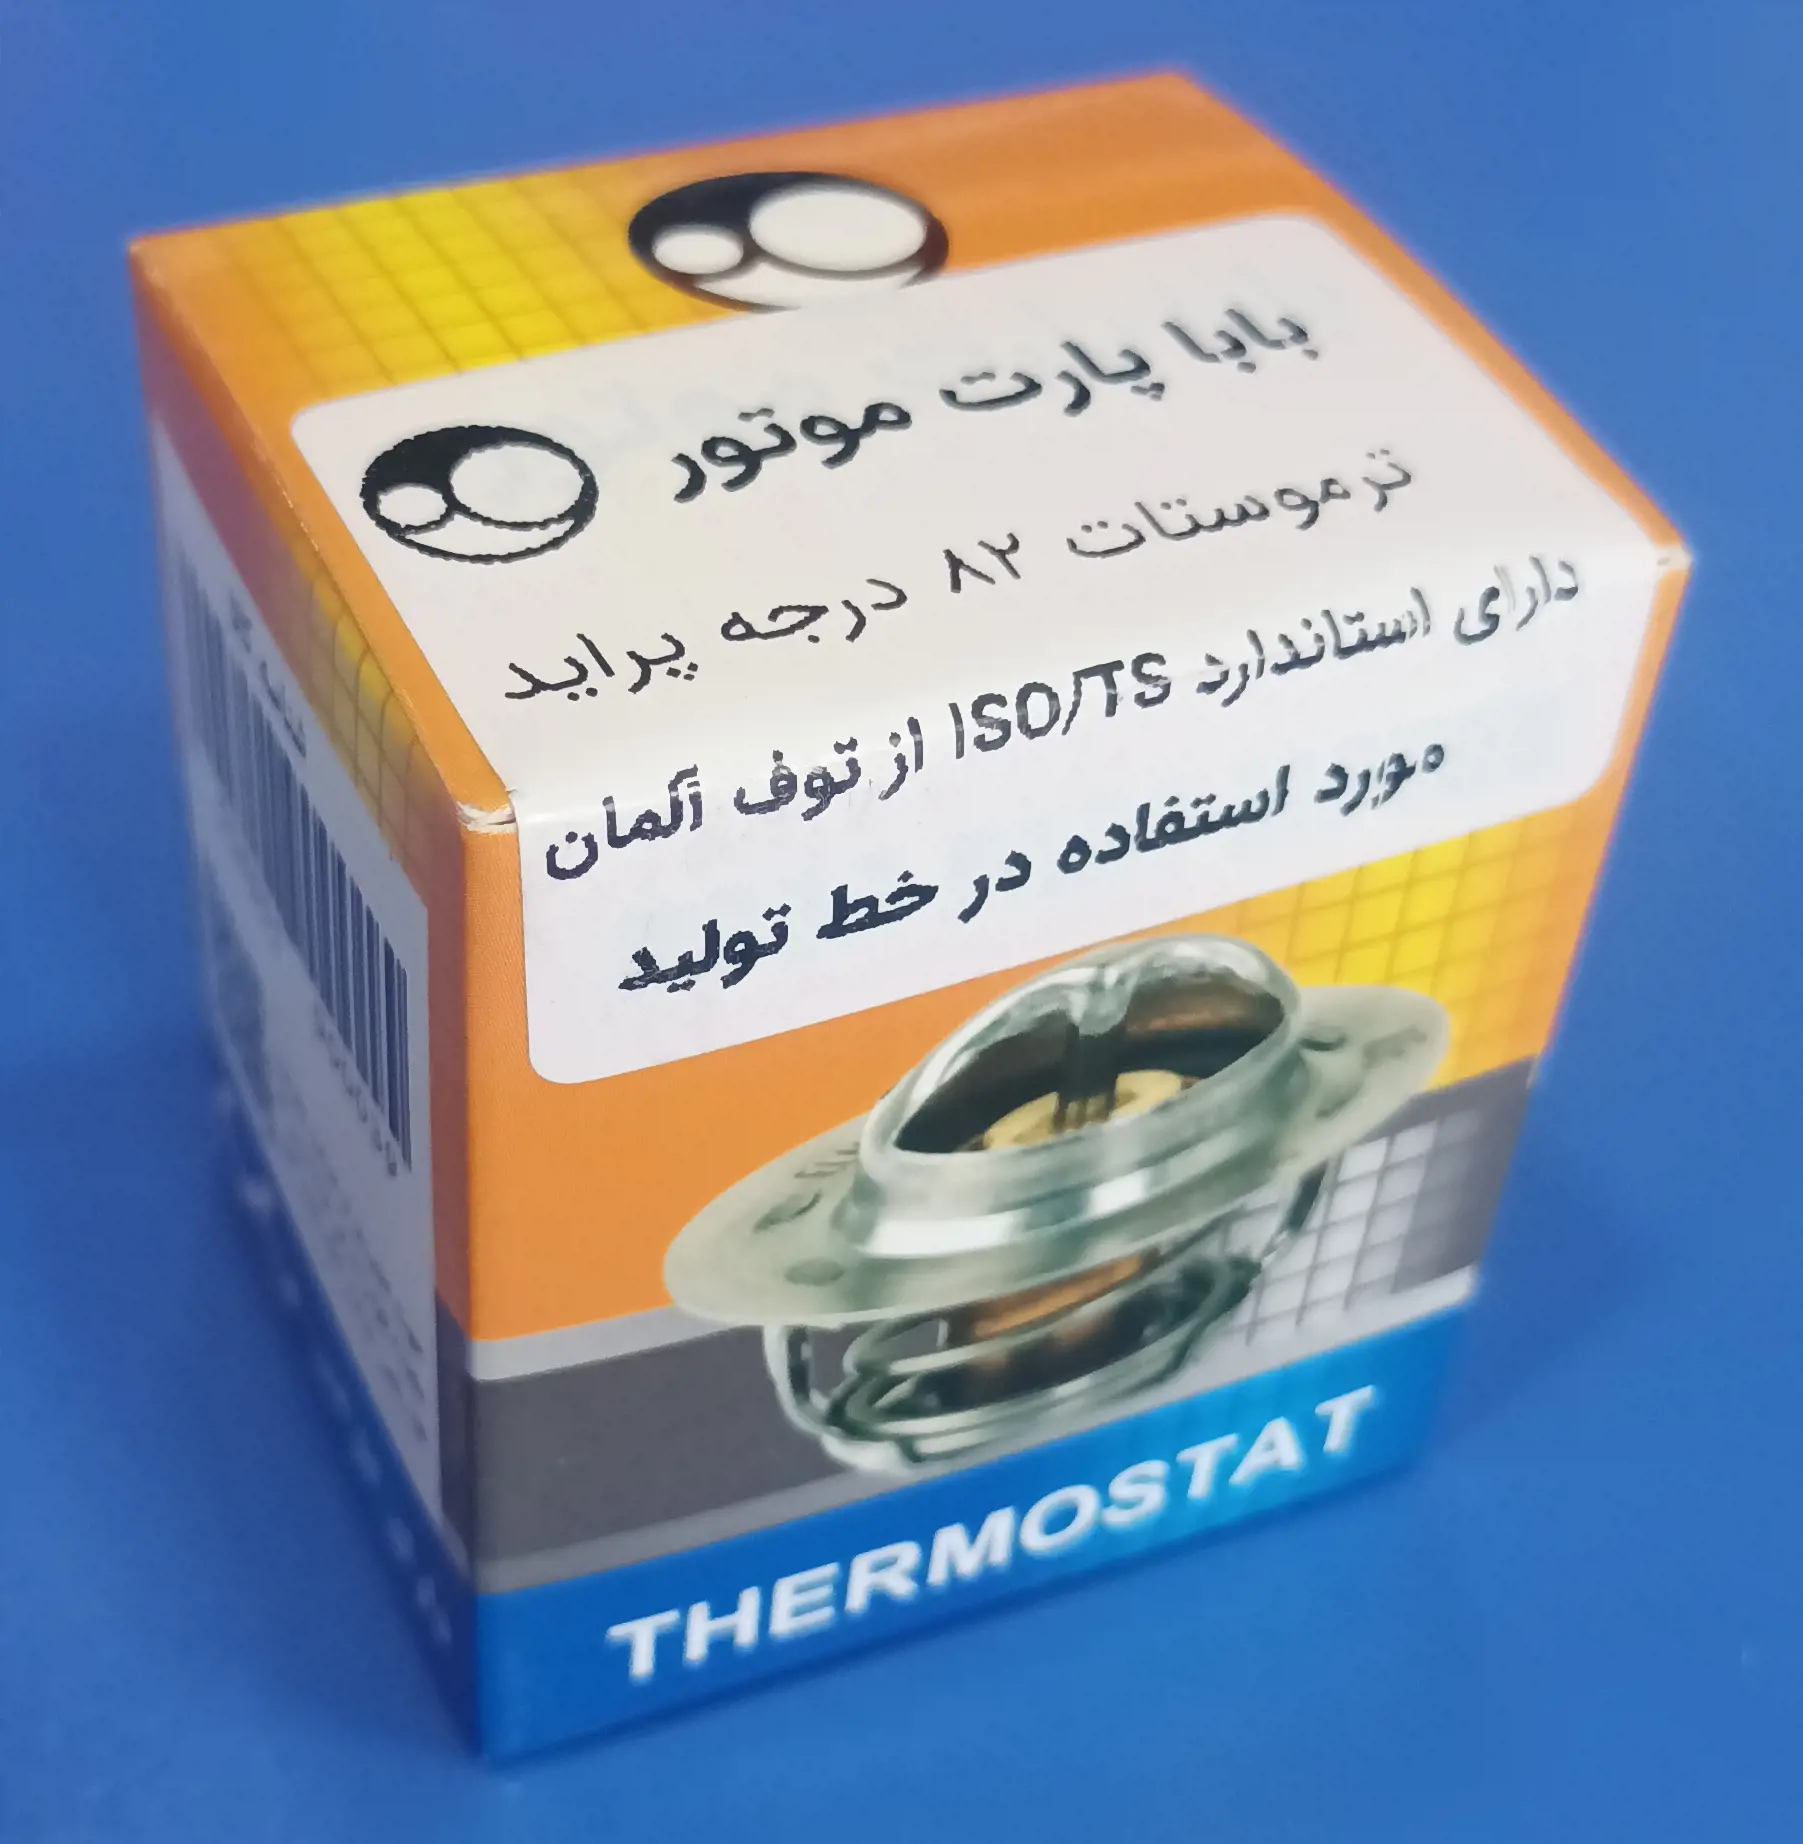 بابا پارت موتور
ترموستات ۸۲ درجه پراید
دارای استاندارد ISO/TS از توف آلمان
مورد استفاده در خط تولید
THERMOSTAT